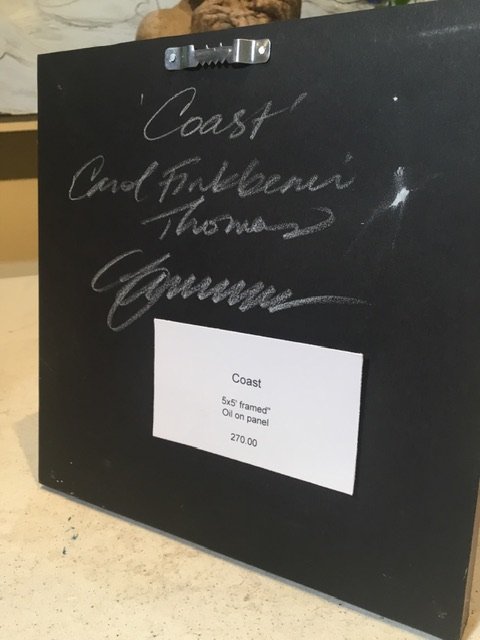 'Coast'
Carol Finkbeiner
Thomas
Coast
5x5' framed"
Oil on panel
270.00